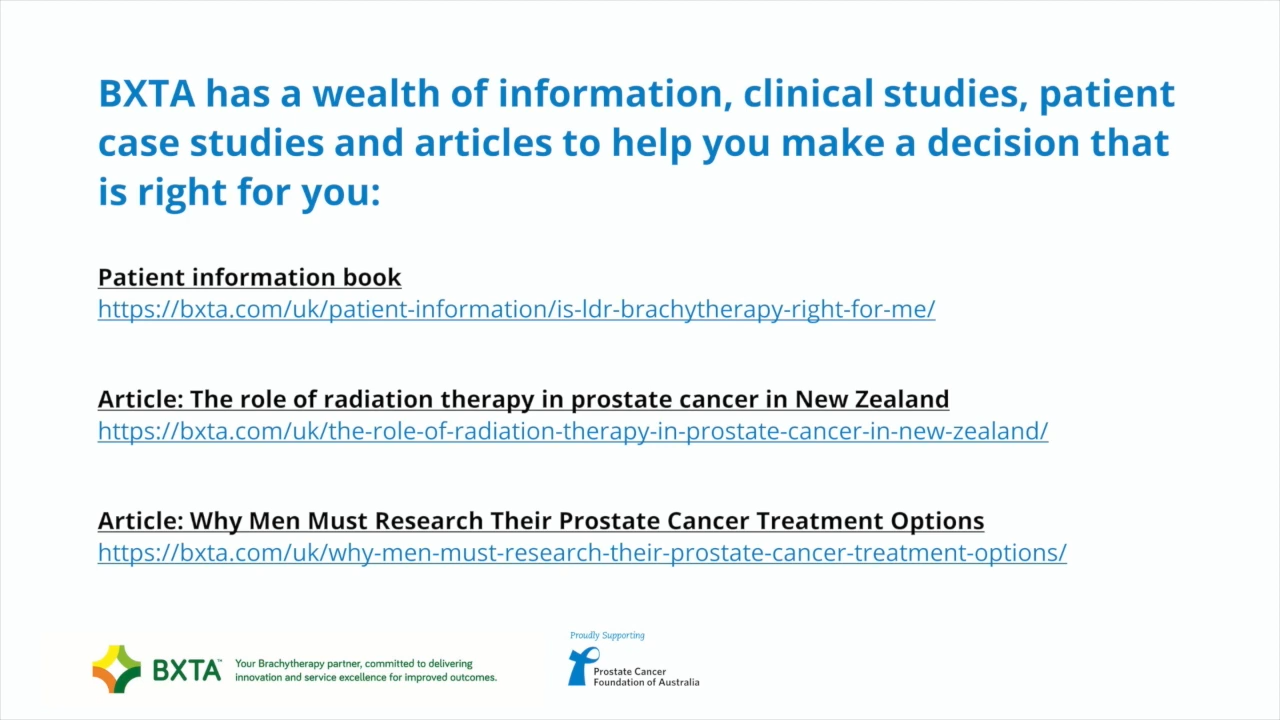 BXTA has a wealth of information, clinical studies, patient
case studies and articles to help you make a decision that
is right for you:
Patient information book
https://bxta.com/uk/patient-information/is-ldr-brachytherapy-right-for-me/
Article: The role of radiation therapy in prostate cancer in New Zealand
https://bxta.com/uk/the-role-of-radiation-therapy-in-prostate-cancer-in-new-zealand/
Article: Why Men Must Research Their Prostate Cancer Treatment Options
https://bxta.com/uk/why-men-must-research-their-prostate-cancer-treatment-options/
BXTA™
Your Brachytherapy partner, committed to delivering
innovation and service excellence for improved outcomes.
Proudly Supporting
Prostate Cancer
Foundation of Australia